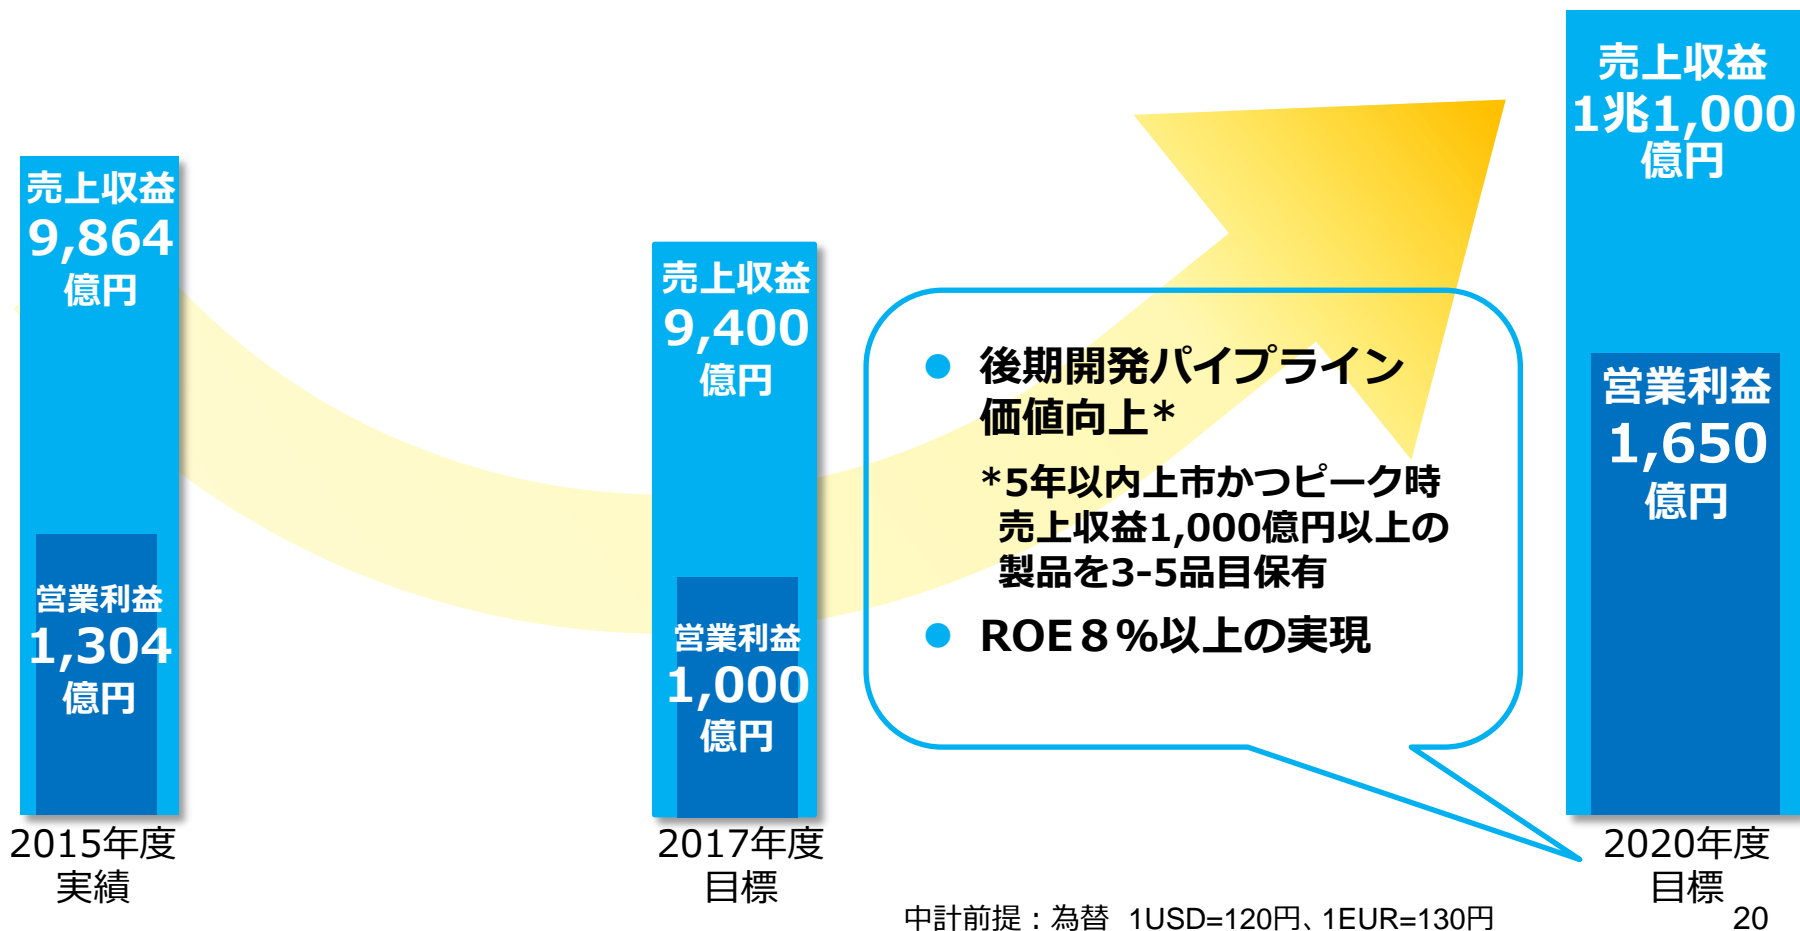 売上収益
9,864
億円
営業利益
1,304
億円
2015年度
実績
売上収益
9,400
億円
営業利益
1,000
億円
2017年度
目標
● 後期開発パイプライン
価値向上*
*5年以内上市かつピーク時
売上収益1,000億円以上の
製品を3-5品目保有
● ROE８%以上の実現
売上収益
1兆1,000
億円
営業利益
1,650
億円
2020年度
目標
中計前提：為替 1USD=120円、1EUR=130円
20